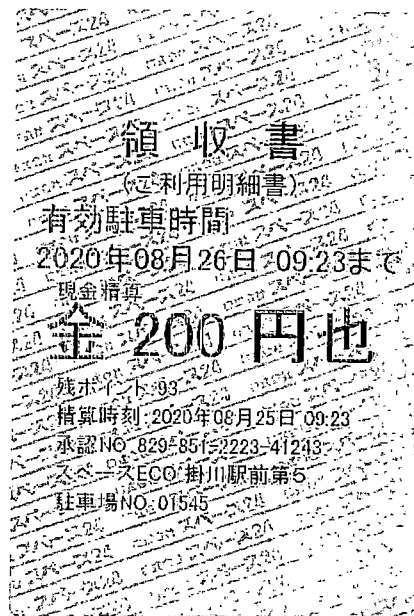 領収書
(ご利用明細書)
有効駐車時間
2020年08月26日 09:23まで
現金精算
金 200 円也
残ポイント:93
精算時刻:2020年08月25日 09:23
承認NO.829-851-2223-41243
スペースECO 掛川駅前第5
駐車場NO.01545